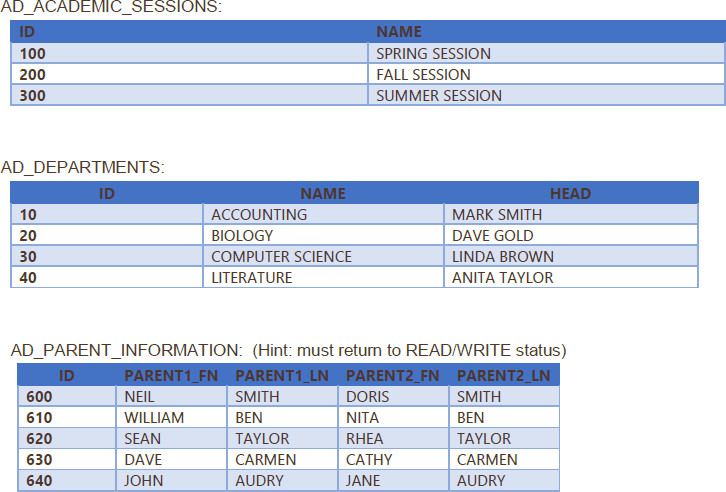 AD_ACADEMIC_SESSIONS:
ID NAME
100 SPRING SESSION
200 FALL SESSION
300 SUMMER SESSION
AD_DEPARTMENTS:
ID NAME HEAD
10 ACCOUNTING MARK SMITH
20 BIOLOGY DAVE GOLD
30 COMPUTER SCIENCE LINDA BROWN
40 LITERATURE ANITA TAYLOR
AD_PARENT_INFORMATION: (Hint: must return to READ/WRITE status)
ID PARENT1_FN PARENT1_LN PARENT2_FN PARENT2_LN
600 NEIL SMITH DORIS SMITH
610 WILLIAM BEN NITA BEN
620 SEAN TAYLOR RHEA TAYLOR
630 DAVE CARMEN CATHY CARMEN
640 JOHN AUDRY JANE AUDRY